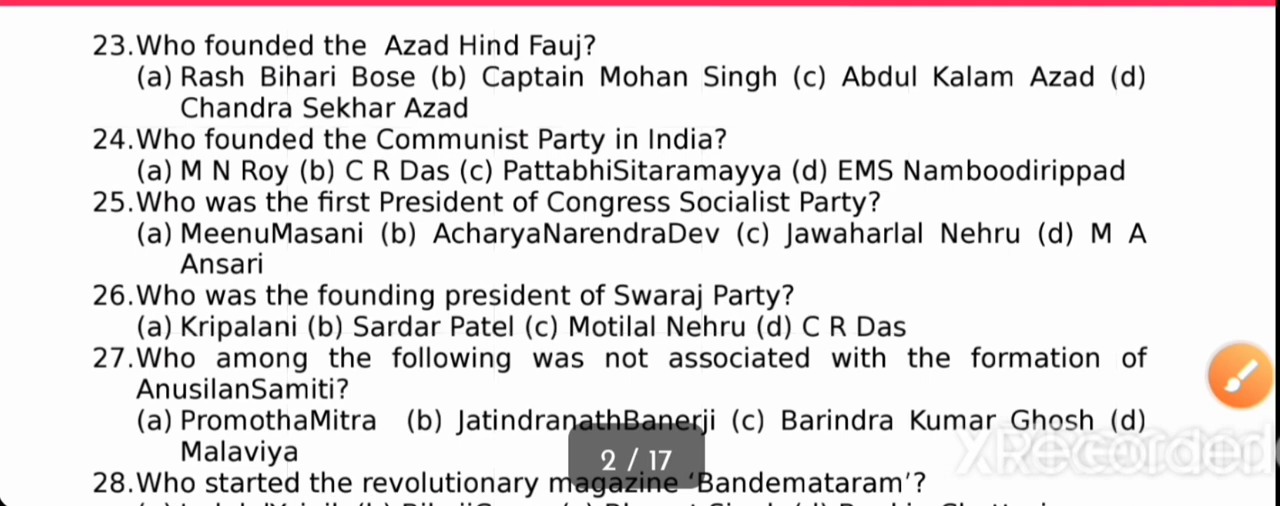 23.Who founded the Azad Hind Fauj?
(a) Rash Bihari Bose (b) Captain Mohan Singh (c) Abdul Kalam Azad (d)
Chandra Sekhar Azad
24.Who founded the Communist Party in India?
(a) M N Roy (b) C R Das (c) PattabhiSitaramayya (d) EMS Namboodirippad
25.Who was the first President of Congress Socialist Party?
(a) MeenuMasani (b) AcharyaNarendraDev (c) Jawaharlal Nehru (d) M A
Ansari
26.Who was the founding president of Swaraj Party?
(a) Kripalani (b) Sardar Patel (c) Motilal Nehru (d) C R Das
27.Who among the following was not associated with the formation of
AnusilanSamiti?
(a) PromothaMitra (b) JatindranathBanerji (c) Barindra Kumar Ghosh (d)
Malaviya
2 / 17
XRecorded
28.Who started the revolutionary magazine ‘Bandemataram’?